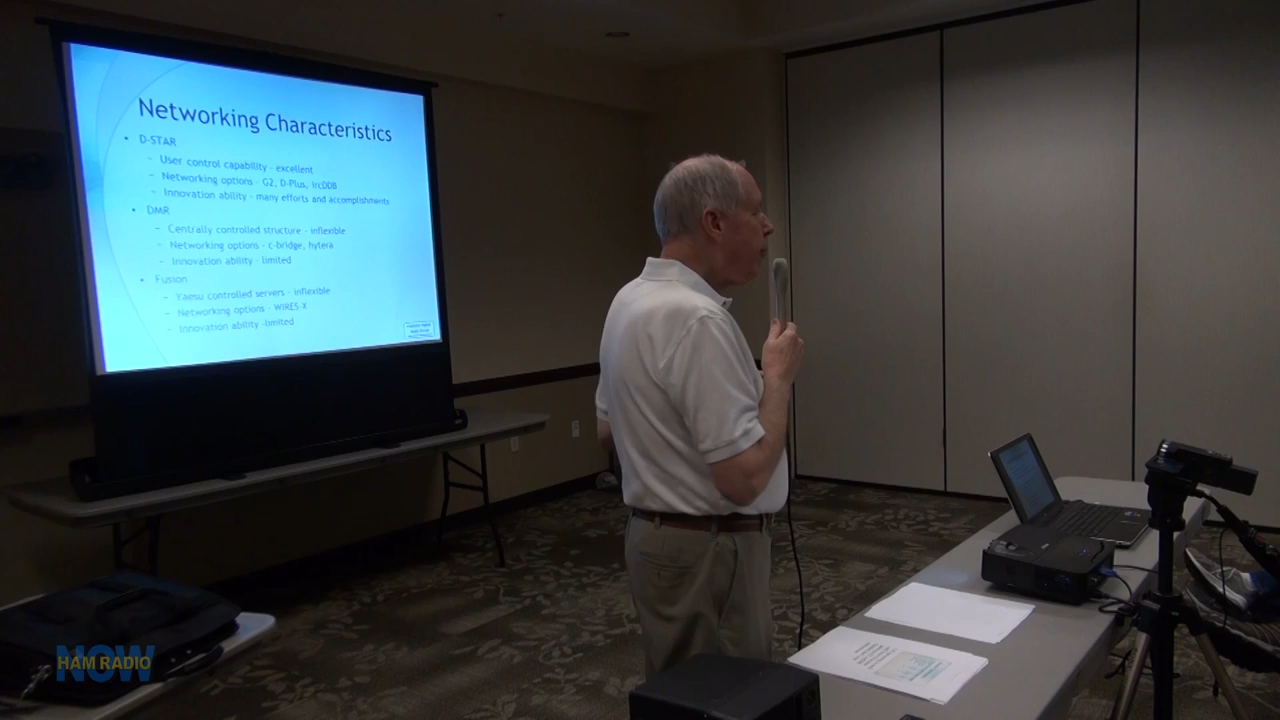 Networking Characteristics
• D-STAR
– User control capability - excellent
– Networking options - G2, D-Plus, ircDDB
– Innovation ability - many efforts and accomplishments
• DMR
– Centrally controlled structure - inflexible
– Networking options - c-bridge, hytera
– Innovation ability - limited
• Fusion
– Yaesu controlled servers - inflexible
– Networking options - WIRES-X
– Innovation ability -limited
HAM RADIO
NOW